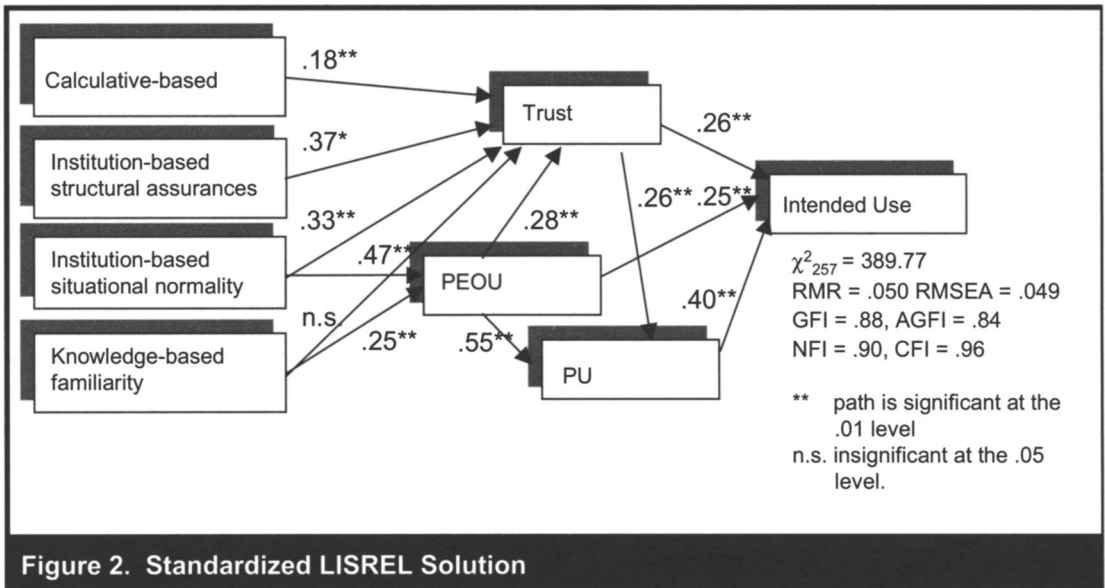 Calculative-based
.18**
Trust
.26**
Institution-based
structural assurances
.37*
Intended Use
.26**
.25**
.33**
.28**
Institution-based
situational normality
.47**
PEOU
χ²₂₅₇ = 389.77
RMR = .050 RMSEA = .049
GFI = .88, AGFI = .84
NFI = .90, CFI = .96
n.s.
.40**
Knowledge-based
familiarity
.25**
.55**
PU
** path is significant at the
.01 level
n.s. insignificant at the .05
level.
Figure 2. Standardized LISREL Solution